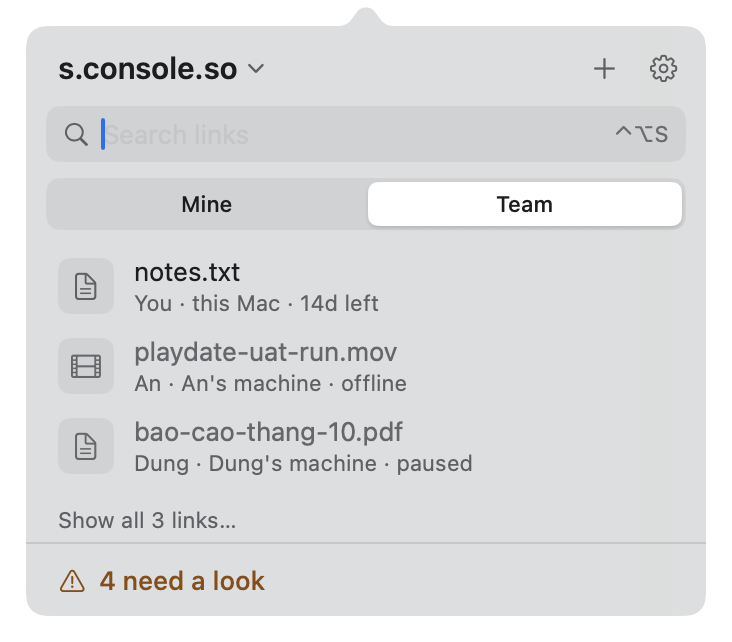 s.console.so
Search links ^⌥S
Mine Team
notes.txt
You · this Mac · 14d left
playdate-uat-run.mov
An · An's machine · offline
bao-cao-thang-10.pdf
Dung · Dung's machine · paused
Show all 3 links...
4 need a look